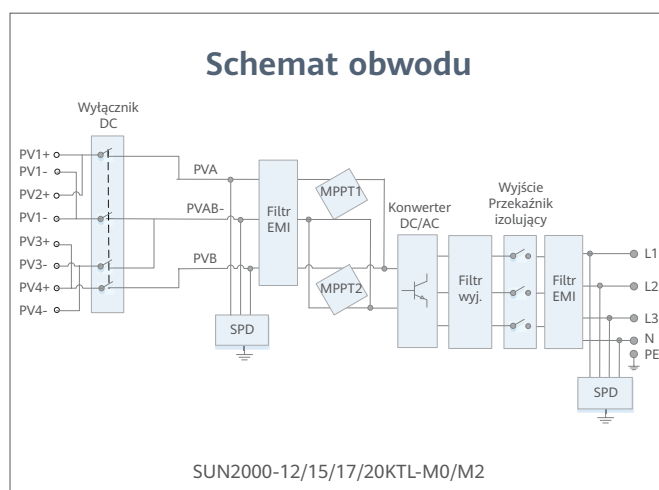 Schemat obwodu
Wyłącznik
DC
PV1+
PV1-
PV2+
PV1-
PV3+
PV3-
PV4+
PV4-
PVA
PVAB-
PVB
Filtr
EMI
SPD
MPPT1
MPPT2
Konwerter
DC/AC
Filtr
wyj.
Wyjście
Przekaźnik
izolujący
Filtr
EMI
L1
L2
L3
N
PE
SPD
SUN2000-12/15/17/20KTL-M0/M2